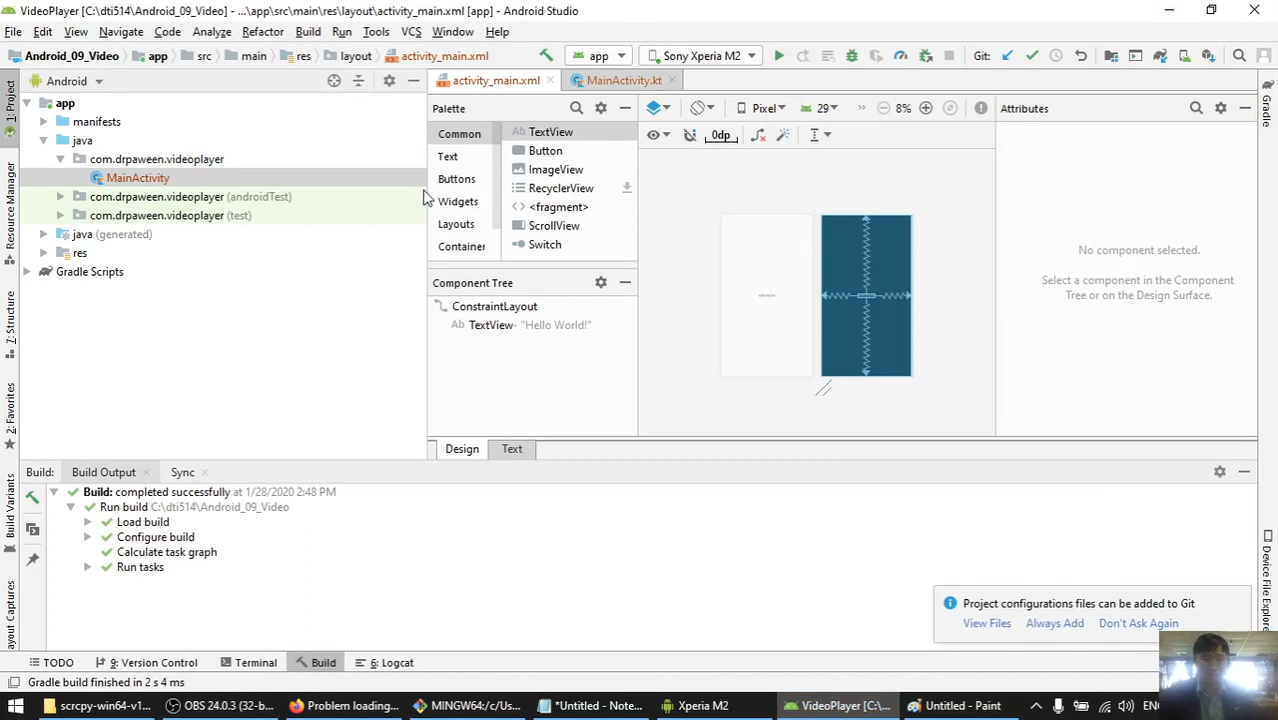 VideoPlayer [C:\dti514\Android_09_Video] - ...\app\src\main\res\layout\activity_main.xml [app] - Android Studio
File Edit View Navigate Code Analyze Refactor Build Run Tools VCS Window Help
Android_09_Video app src main res layout activity_main.xml app Sony Xperia M2 Git:
Android
activity_main.xml MainActivity.kt
app
manifests
java
com.drpaween.videoplayer
MainActivity
com.drpaween.videoplayer (androidTest)
com.drpaween.videoplayer (test)
java (generated)
res
Gradle Scripts
1: Project
Resource Manager
7: Structure
2: Favorites
Build Variants
ayout Captures
Palette
Common
Text
Buttons
Widgets
Layouts
Container
Ab TextView
Button
ImageView
RecyclerView
<fragment>
ScrollView
Switch
Component Tree
ConstraintLayout
Ab TextView- "Hello World!"
Pixel 29 » 8%
0dp
Attributes
No component selected.
Select a component in the Component
Tree or on the Design Surface.
Gradle
Device File Explorer
Design Text
Build: Build Output Sync
Build: completed successfully at 1/28/2020 2:48 PM
Run build C:\dti514\Android_09_Video
Load build
Configure build
Calculate task graph
Run tasks
Project configurations files can be added to Git
View Files Always Add Don't Ask Again
TODO 9: Version Control Terminal Build 6: Logcat
Gradle build finished in 2 s 4 ms
scrcpy-win64-v1... OBS 24.0.3 (32-b... Problem loading... MINGW64:/c/Us... *Untitled - Note... Xperia M2 VideoPlayer [C:\... Untitled - Paint ENG